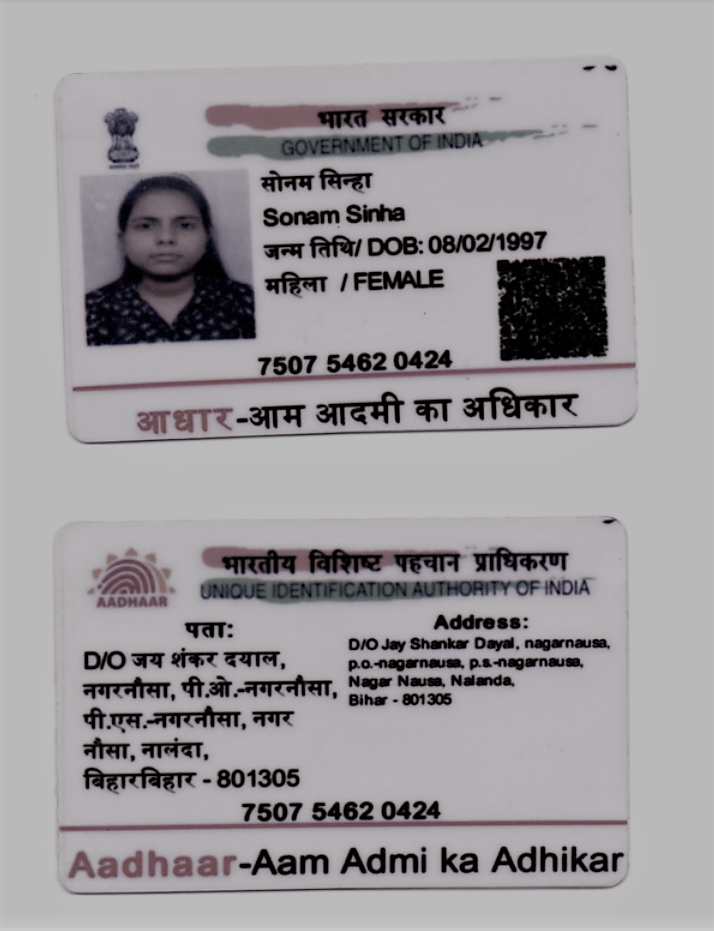 भारत सरकार
GOVERNMENT OF INDIA
सोनम सिन्हा
Sonam Sinha
जन्म तिथि/ DOB: 08/02/1997
महिला / FEMALE
7507 5462 0424
आधार-आम आदमी का अधिकार
भारतीय विशिष्ट पहचान प्राधिकरण
UNIQUE IDENTIFICATION AUTHORITY OF INDIA
AADHAAR
पता:
D/O जय शंकर दयाल,
नगरनौसा, पी.ओ.-नगरनौसा,
पी.एस.-नगरनौसा, नगर
नौसा, नालंदा,
बिहारबिहार - 801305
Address:
D/O Jay Shankar Dayal, nagarnausa,
p.o.-nagarnausa, p.s.-nagarnausa,
Nagar Nausa, Nalanda,
Bihar - 801305
7507 5462 0424
Aadhaar-Aam Admi ka Adhikar